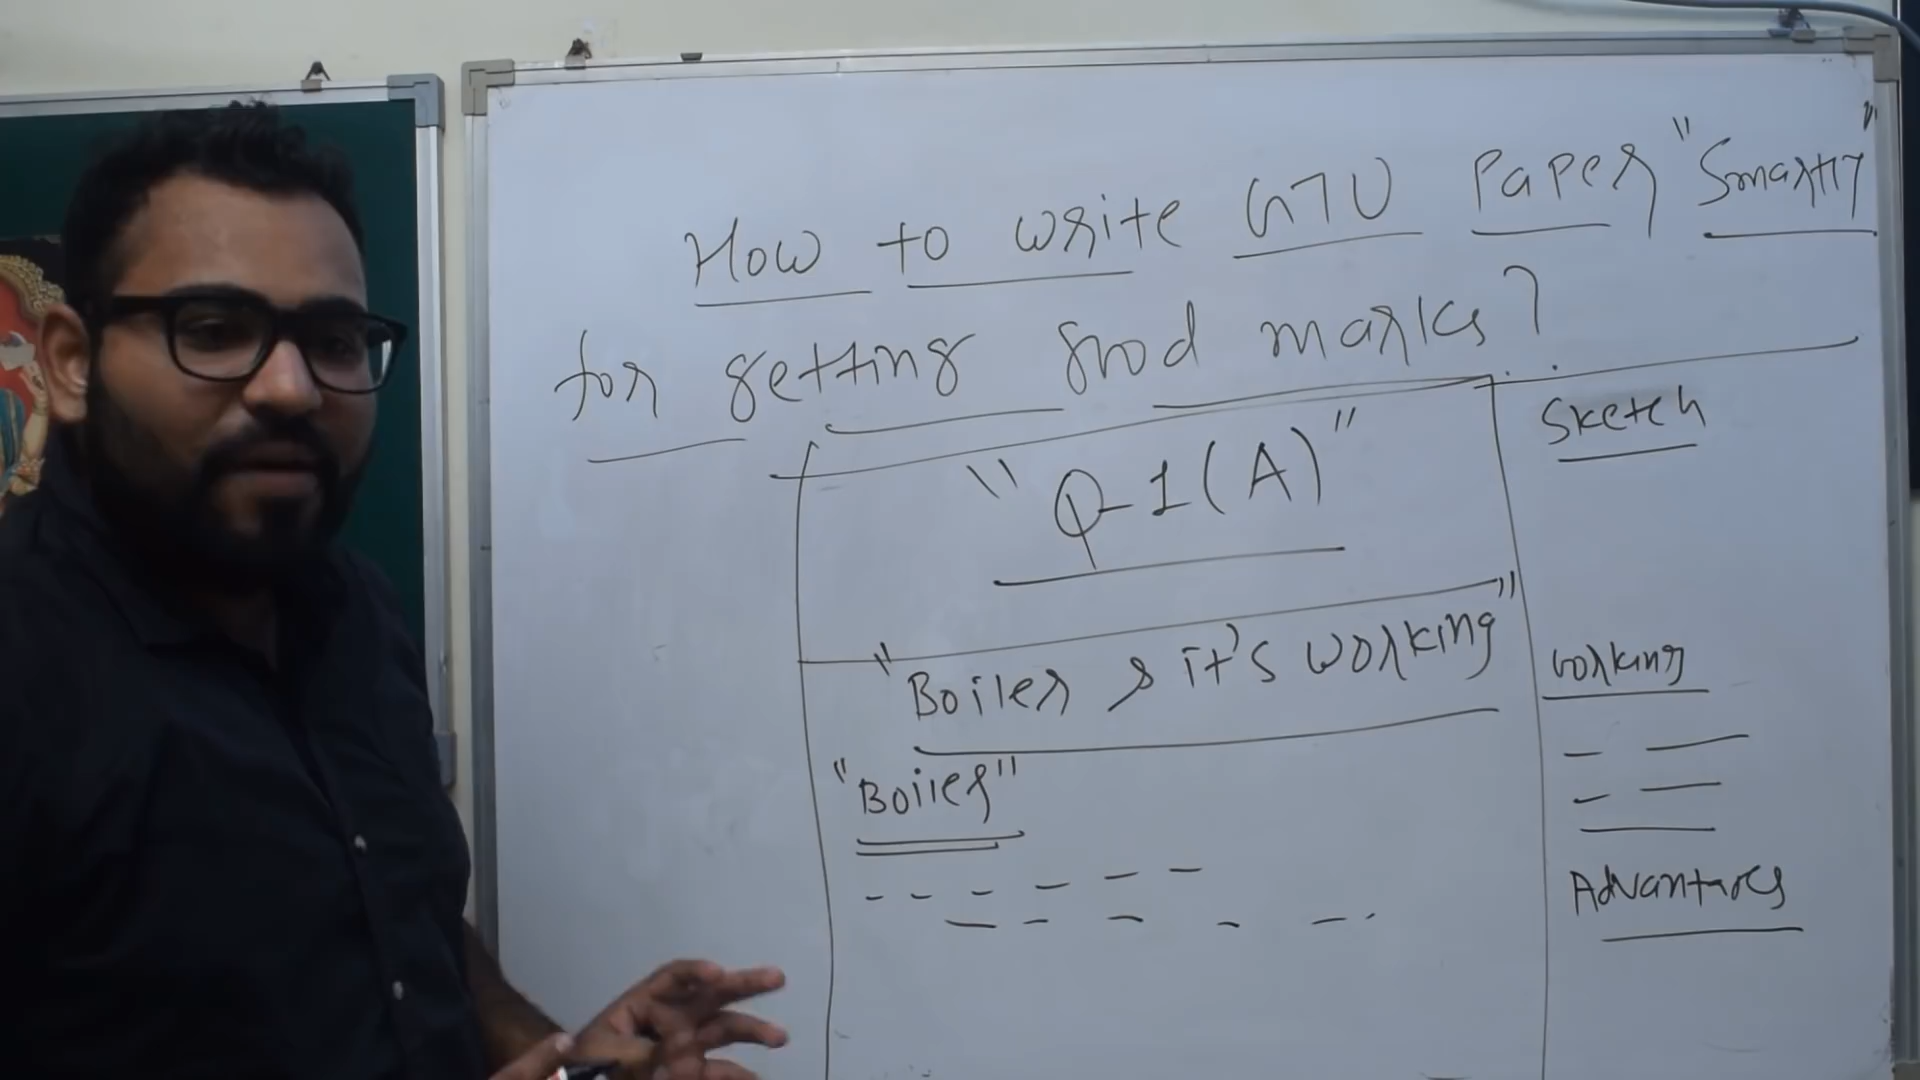 How to write GTU Paper "Smartly"
for getting good marks?
"Q-1(A)"
"Boiler & it's working"
"Boiler"
Sketch
working
Advantages